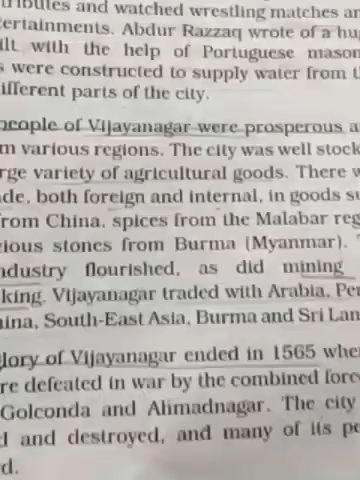 tributes and watched wrestling matches
ertainments. Abdur Razzaq wrote of a
ilt with the help of Portuguese mason
s were constructed to supply water from
ifferent parts of the city.
people of Vijayanagar were prosperous
m various regions. The city was well stock
rge variety of agricultural goods. There
de, both foreign and internal, in goods
from China, spices from the Malabar reg
cious stones from Burma (Myanmar).
ndustry flourished, as did mining
king. Vijayanagar traded with Arabia, Per
ina, South-East Asia, Burma and Sri Lan
lory of Vijayanagar ended in 1565 whe
re defeated in war by the combined forc
Golconda and Ahmadnagar. The city
d and destroyed, and many of its pe
d.